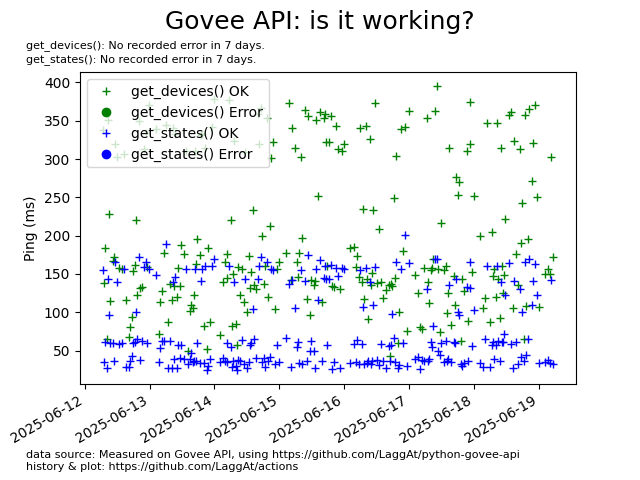 Govee API: is it working?
get_devices(): No recorded error in 7 days.
get_states(): No recorded error in 7 days.
get_devices() OK
get_devices() Error
get_states() OK
get_states() Error
400
350
300
250
200
150
100
50
Ping (ms)
2025-06-12
2025-06-13
2025-06-14
2025-06-15
2025-06-16
2025-06-17
2025-06-18
2025-06-19
data source: Measured on Govee API, using https://github.com/LaggAt/python-govee-api
history & plot: https://github.com/LaggAt/actions